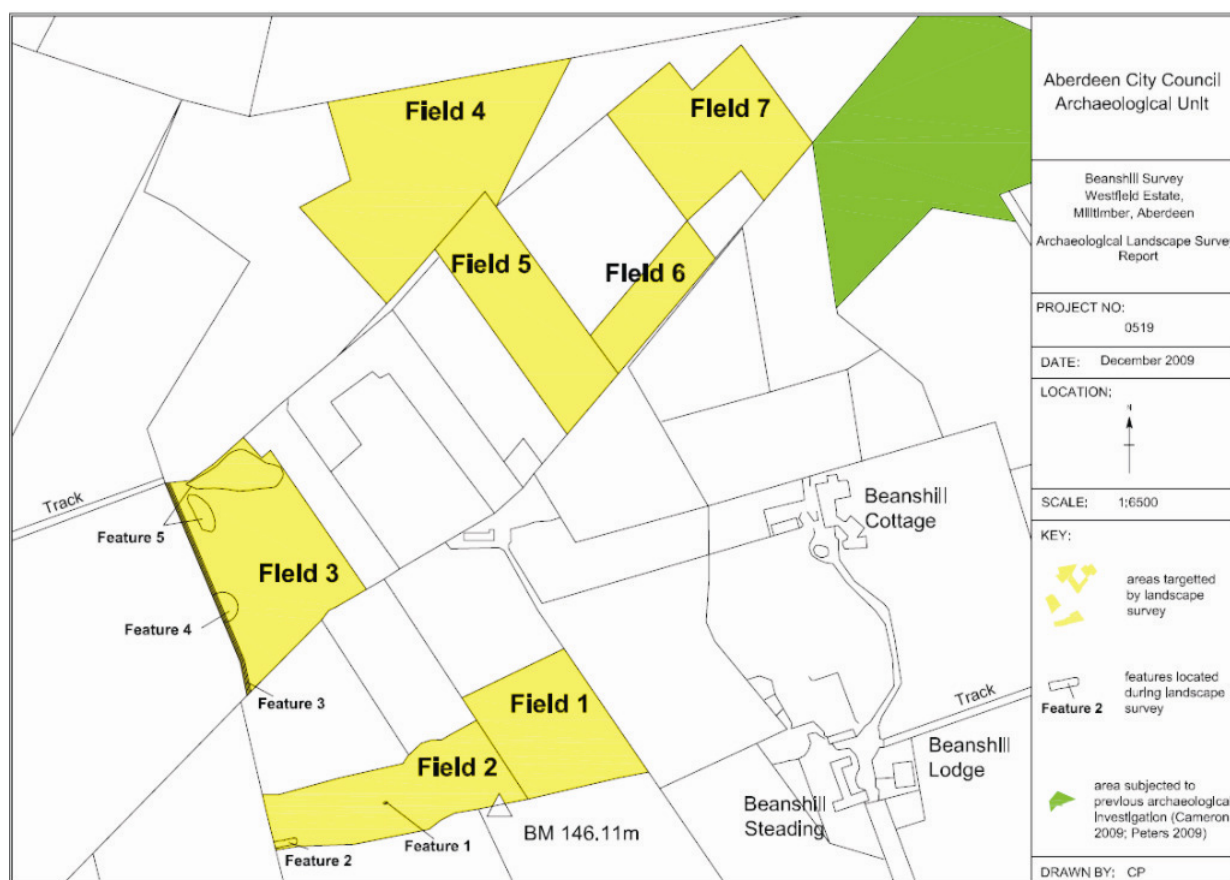 Field 4
Field 7
Field 5
Field 6
Track
Feature 5
Field 3
Feature 4
Feature 3
Field 1
Field 2
Feature 1
Feature 2
BM 146.11m
Beanshill
Cottage
Track
Beanshill
Lodge
Beanshill
Steading
Aberdeen City Council
Archaeological Unit
Beanshill Survey
Westfield Estate,
Milltimber, Aberdeen
Archaeological Landscape Survey
Report
PROJECT NO:
0519
DATE: December 2009
LOCATION:
N
SCALE: 1:6500
KEY:
areas targetted
by landscape
survey
features located
during landscape
survey
Feature 2
area subjected to
previous archaeological
investigation (Cameron
2009; Peters 2009)
DRAWN BY: CP